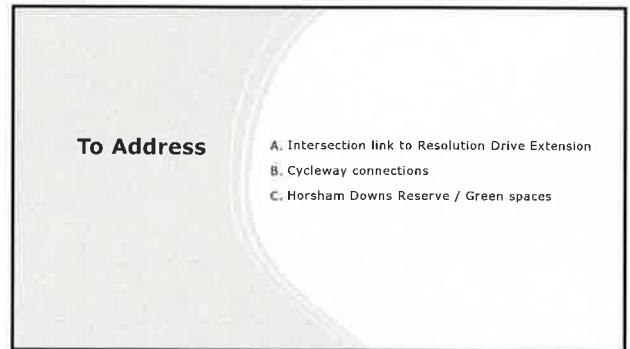 To Address
A. Intersection link to Resolution Drive Extension
B. Cycleway connections
C. Horsham Downs Reserve / Green spaces